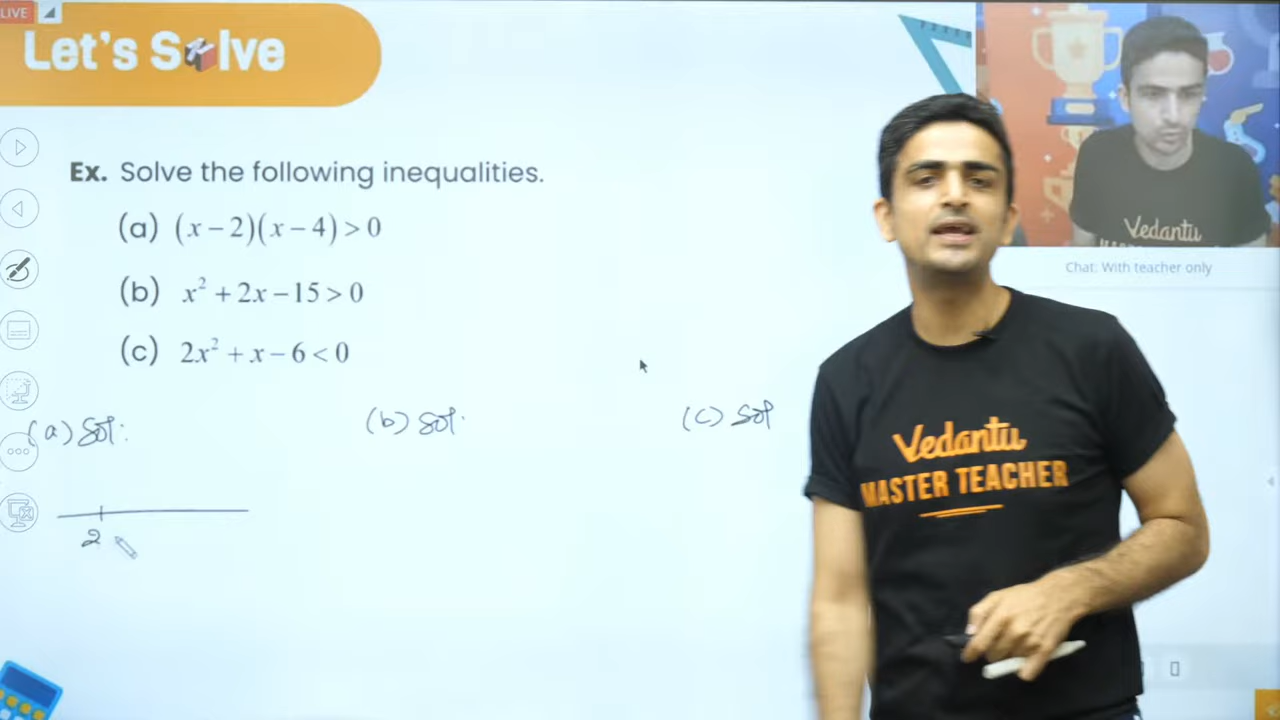 LIVE
Let's Solve
Ex. Solve the following inequalities.
(a) (x – 2)(x – 4) > 0
(b) x² + 2x – 15 > 0
(c) 2x² + x – 6 < 0
(a) Sol:
(b) Sol:
(c) Sol
2
Vedantu
Chat: With teacher only
Vedantu
MASTER TEACHER